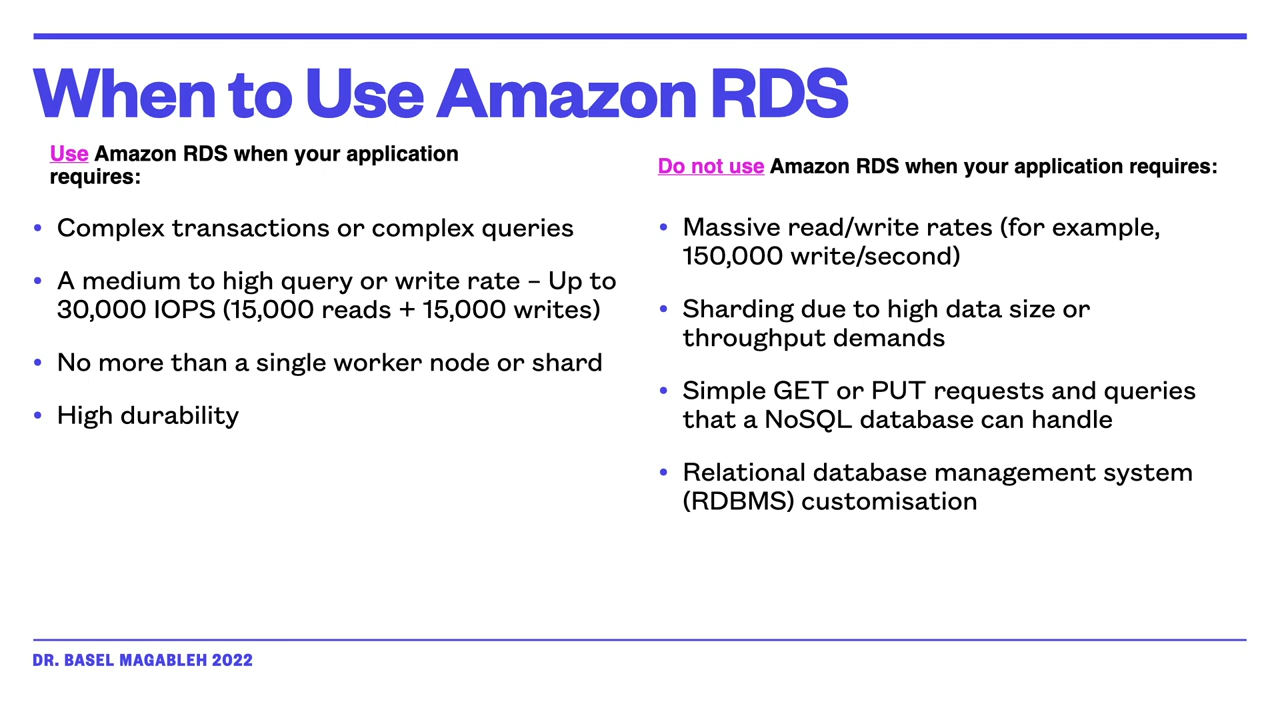 When to Use Amazon RDS
Use Amazon RDS when your application
requires:
• Complex transactions or complex queries
• A medium to high query or write rate – Up to
30,000 IOPS (15,000 reads + 15,000 writes)
• No more than a single worker node or shard
• High durability
Do not use Amazon RDS when your application requires:
• Massive read/write rates (for example,
150,000 write/second)
• Sharding due to high data size or
throughput demands
• Simple GET or PUT requests and queries
that a NoSQL database can handle
• Relational database management system
(RDBMS) customisation
DR. BASEL MAGABLEH 2022